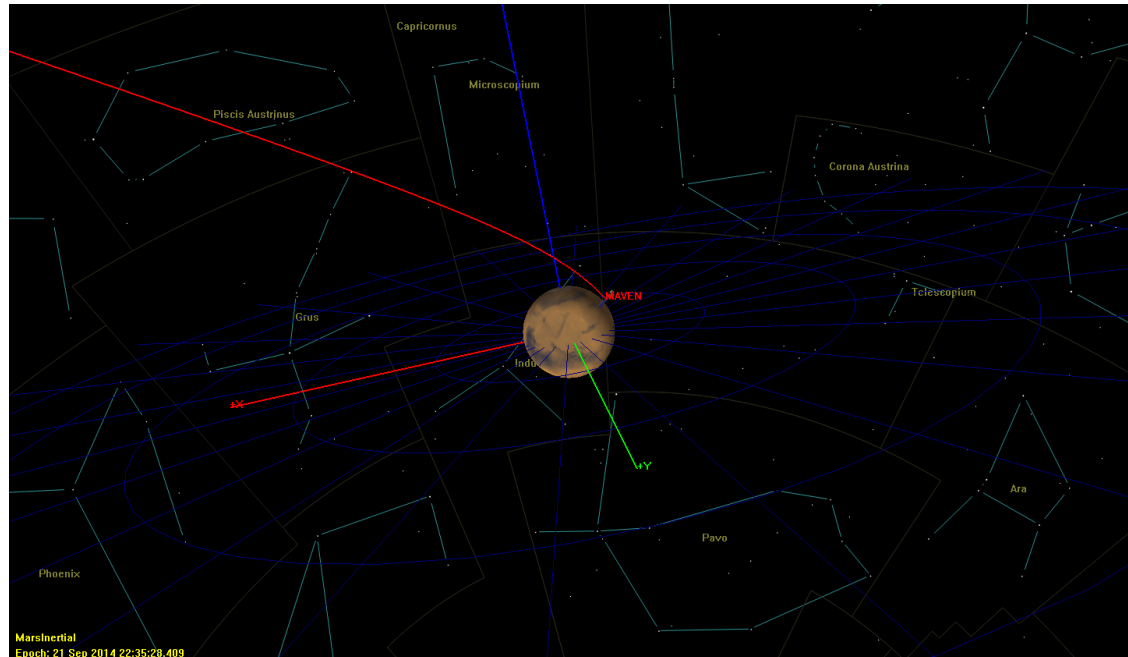 Capricornus
Microscopium
Piscis Austrinus
Corona Austrina
Telescopium
MAVEN
Grus
Indu
+X
+Y
Ara
Pavo
Phoenix
MarsInertial
Epoch: 21 Sep 2014 22:35:28.409